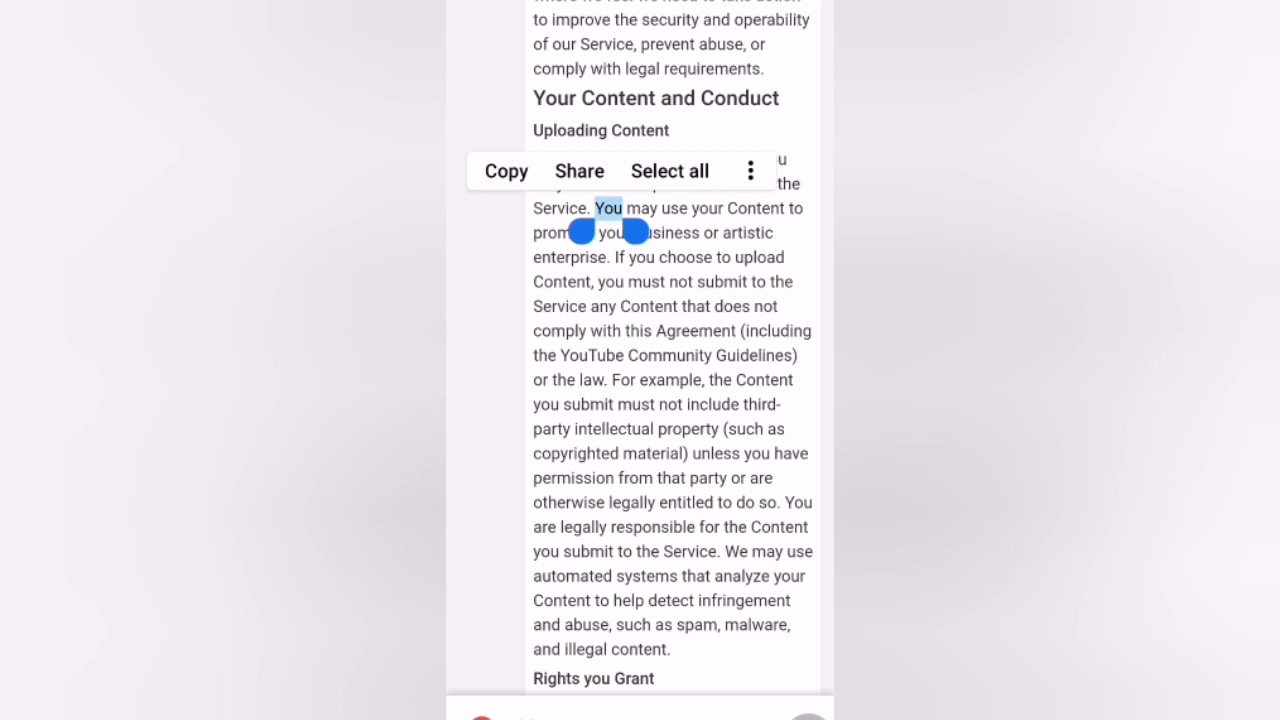 to improve the security and operability
of our Service, prevent abuse, or
comply with legal requirements.
Your Content and Conduct
Uploading Content
Copy Share Select all
the
Service. You may use your Content to
your business or artistic
enterprise. If you choose to upload
Content, you must not submit to the
Service any Content that does not
comply with this Agreement (including
the YouTube Community Guidelines)
or the law. For example, the Content
you submit must not include third-
party intellectual property (such as
copyrighted material) unless you have
permission from that party or are
otherwise legally entitled to do so. You
are legally responsible for the Content
you submit to the Service. We may use
automated systems that analyze your
Content to help detect infringement
and abuse, such as spam, malware,
and illegal content.
Rights you Grant